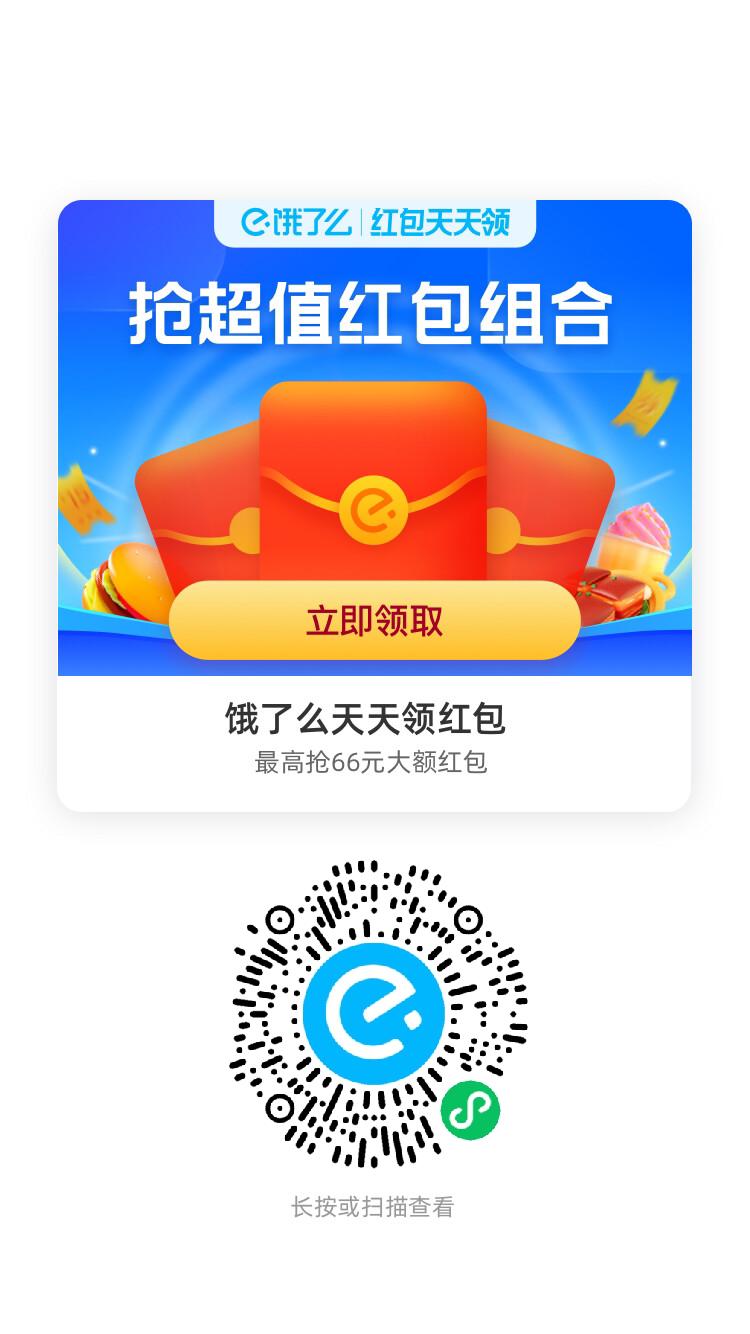 饿了么 | 红包天天领
抢超值红包组合
立即领取
饿了么天天领红包
最高抢66元大额红包
长按或扫描查看